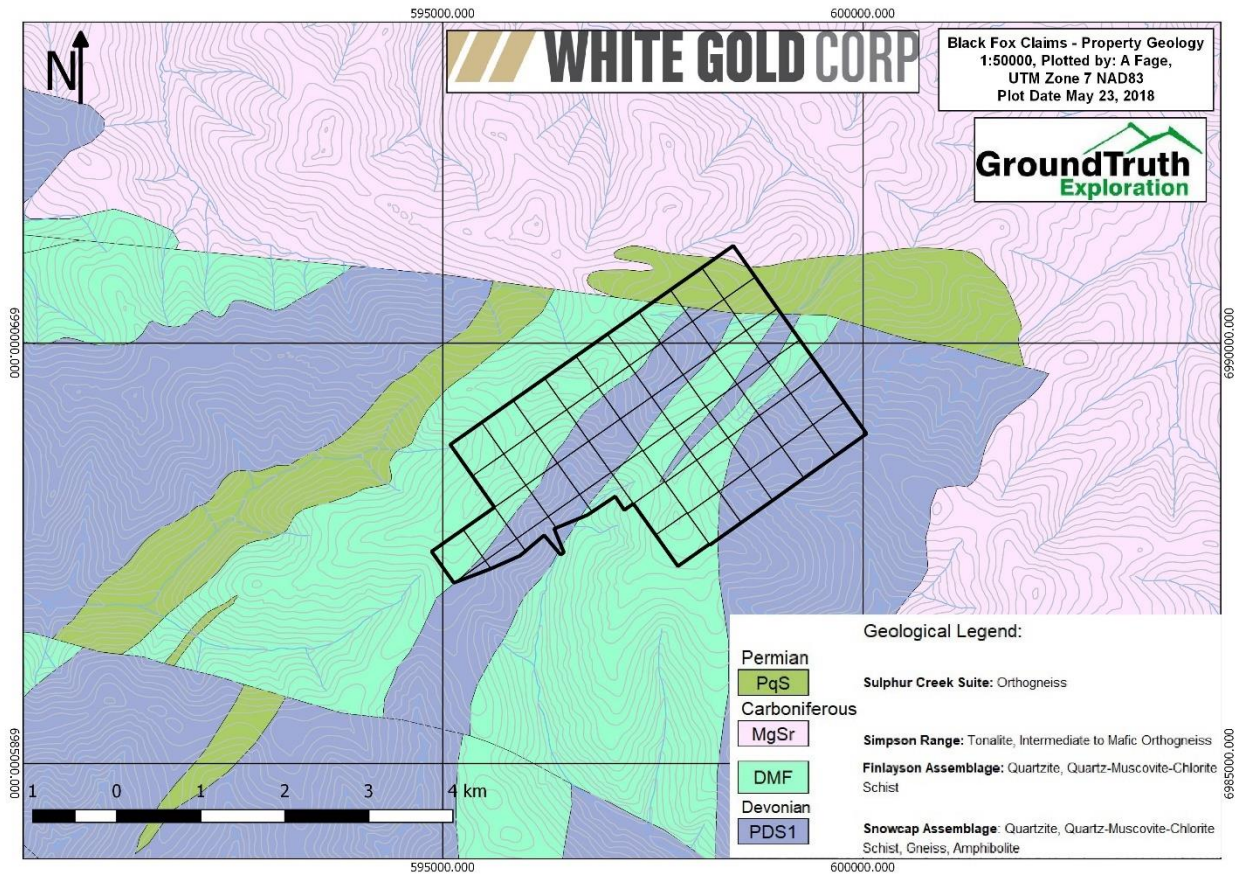 595000.000
600000.000
N
WHITE GOLD CORP
Black Fox Claims - Property Geology
1:50000, Plotted by: A Fage,
UTM Zone 7 NAD83
Plot Date May 23, 2018
GroundTruth
Exploration
6990000.000
6990000.000
Geological Legend:
Permian
PqS
Sulphur Creek Suite: Orthogneiss
Carboniferous
MgSr
Simpson Range: Tonalite, Intermediate to Mafic Orthogneiss
DMF
Finlayson Assemblage: Quartzite, Quartz-Muscovite-Chlorite
Schist
Devonian
PDS1
Snowcap Assemblage: Quartzite, Quartz-Muscovite-Chlorite
Schist, Gneiss, Amphibolite
6985000.000
6985000.000
1 0 1 2 3 4 km
595000.000
600000.000